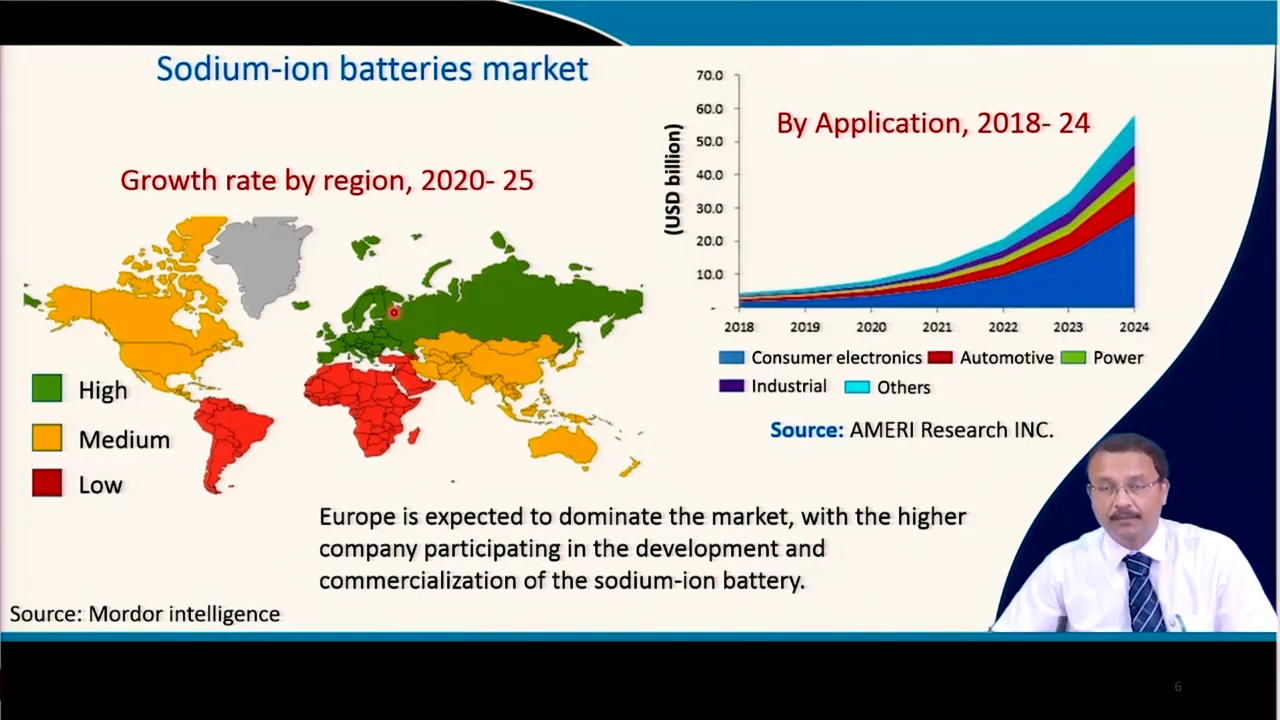 Sodium-ion batteries market
Growth rate by region, 2020- 25
High
Medium
Low
By Application, 2018- 24
(USD billion)
70.0
60.0
50.0
40.0
30.0
20.0
10.0
-
2018 2019 2020 2021 2022 2023 2024
Consumer electronics Automotive Power
Industrial Others
Source: AMERI Research INC.
Europe is expected to dominate the market, with the higher
company participating in the development and
commercialization of the sodium-ion battery.
Source: Mordor intelligence
6